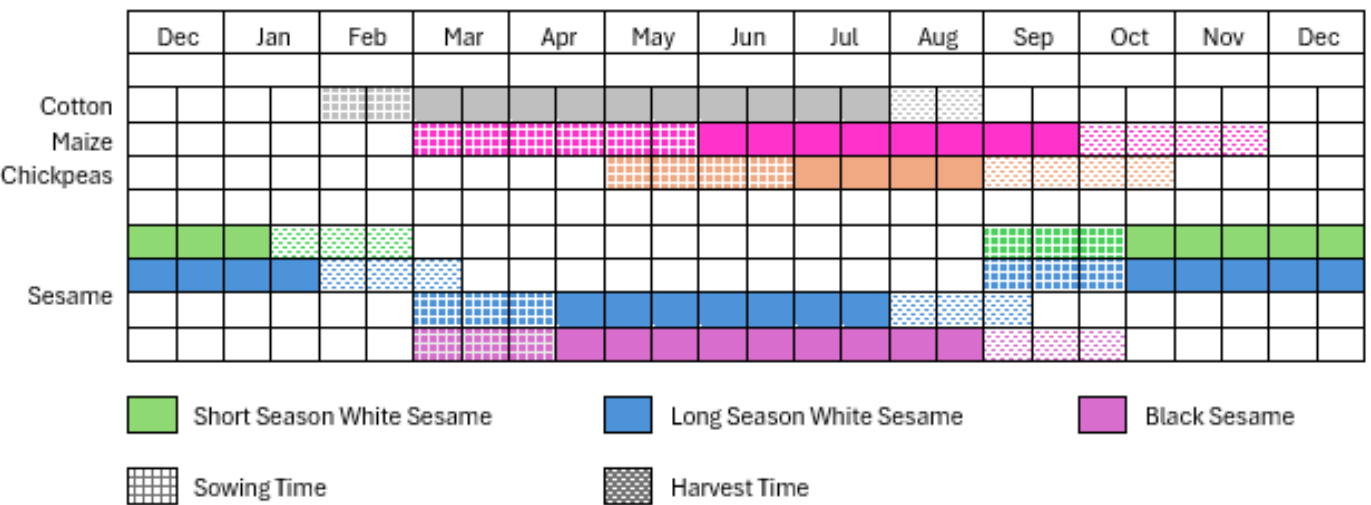 Dec Jan Feb Mar Apr May Jun Jul Aug Sep Oct Nov Dec
Cotton
Maize
Chickpeas
Sesame
Short Season White Sesame Long Season White Sesame Black Sesame
Sowing Time Harvest Time